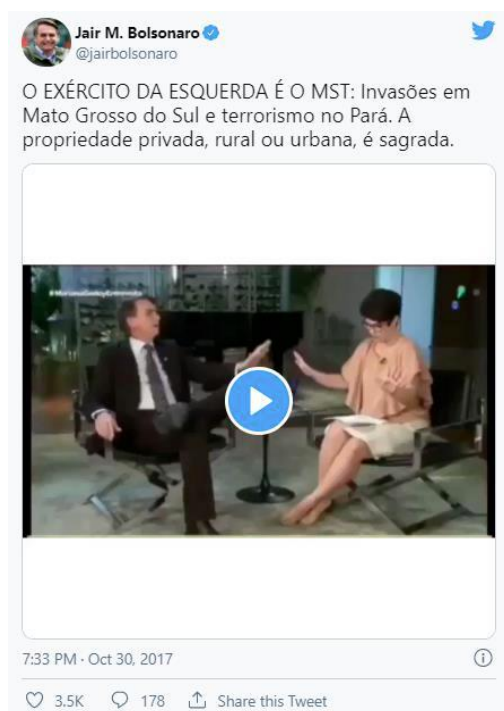 Jair M. Bolsonaro
@jairbolsonaro
O EXÉRCITO DA ESQUERDA É O MST: Invasões em
Mato Grosso do Sul e terrorismo no Pará. A
propriedade privada, rural ou urbana, é sagrada.
7:33 PM · Oct 30, 2017
3.5K 178 Share this Tweet